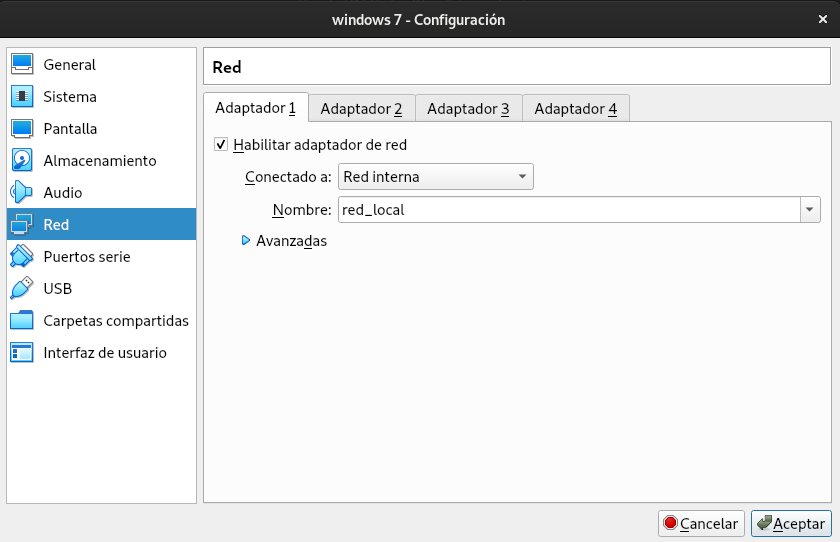 windows 7 - Configuración
General
Sistema
Pantalla
Almacenamiento
Audio
Red
Puertos serie
USB
Carpetas compartidas
Interfaz de usuario
Red
Adaptador 1 Adaptador 2 Adaptador 3 Adaptador 4
Habilitar adaptador de red
Conectado a: Red interna
Nombre: red_local
Avanzadas
Cancelar Aceptar